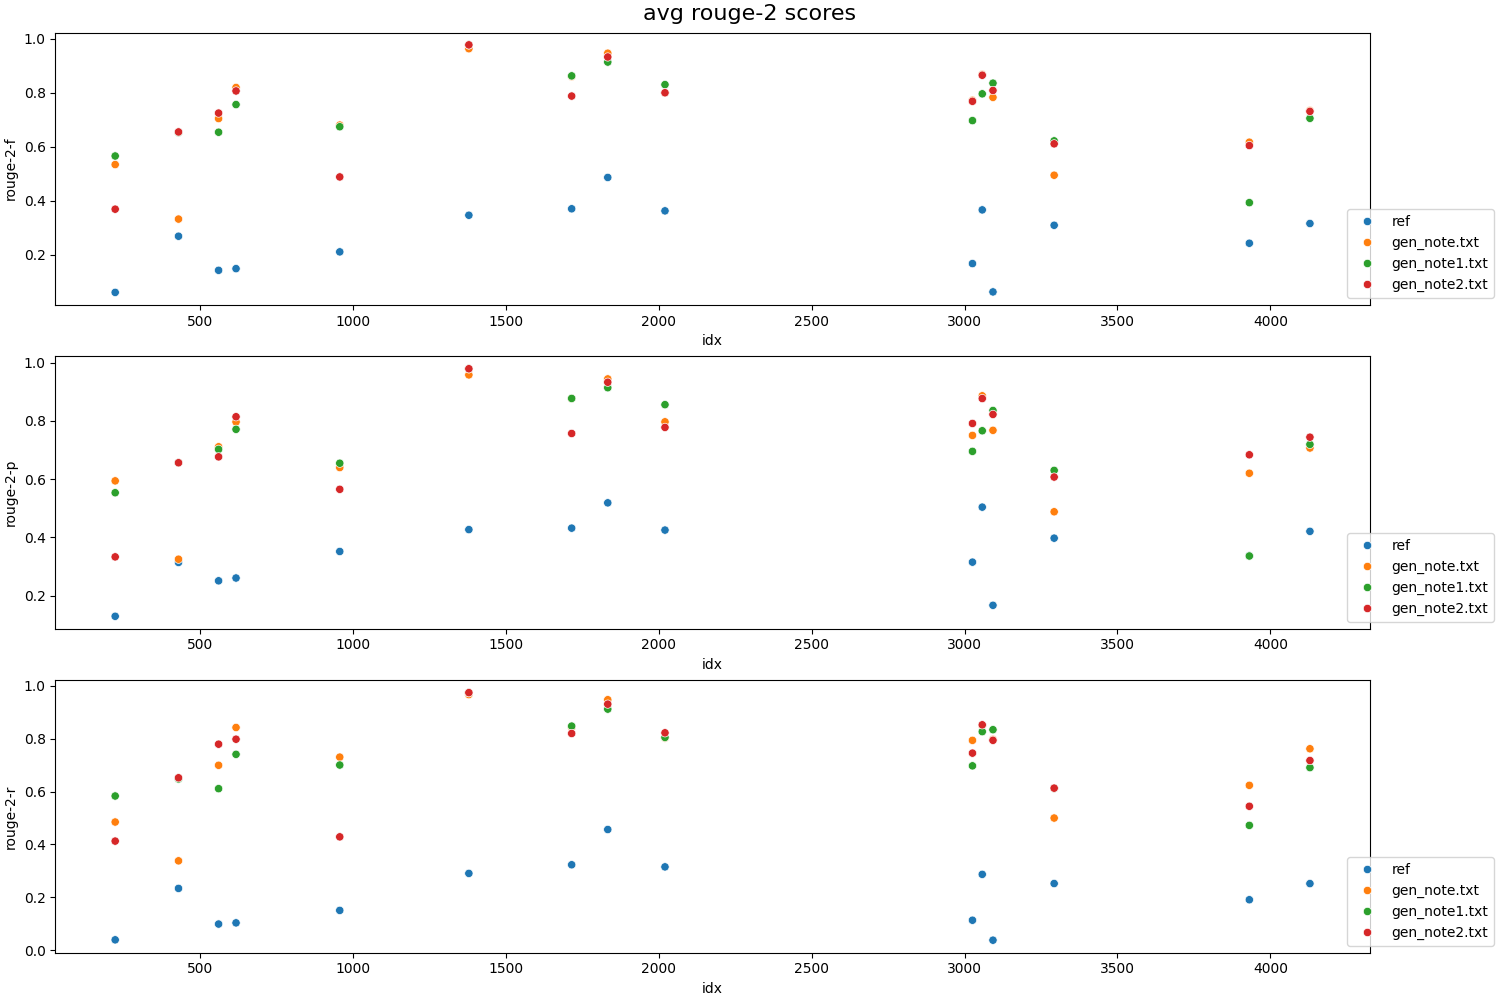 avg rouge-2 scores
1.0
0.8
0.6
0.4
0.2
rouge-2-f
500 1000 1500 2000 2500 3000 3500 4000
idx
ref
gen_note.txt
gen_note1.txt
gen_note2.txt
1.0
0.8
0.6
0.4
0.2
rouge-2-p
500 1000 1500 2000 2500 3000 3500 4000
idx
ref
gen_note.txt
gen_note1.txt
gen_note2.txt
1.0
0.8
0.6
0.4
0.2
0.0
rouge-2-r
500 1000 1500 2000 2500 3000 3500 4000
idx
ref
gen_note.txt
gen_note1.txt
gen_note2.txt